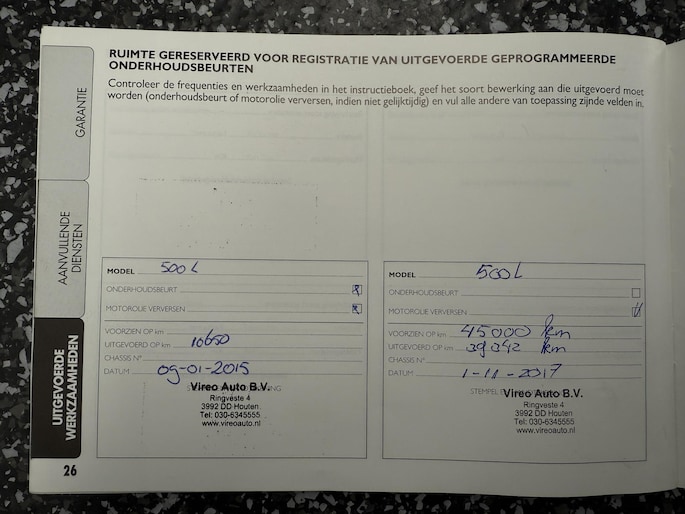 RUIMTE GERESERVEERD VOOR REGISTRATIE VAN UITGEVOERDE GEPROGRAMMEERDE
ONDERHOUDSBEURTEN
Controleer de frequenties en werkzaamheden in het instructieboek, geef het soort bewerking aan die uitgevoerd moet
worden (onderhoudsbeurt of motorolie verversen, indien niet gelijktijdig) en vul alle andere van toepassing zijnde velden in.
GARANTIE
AANVULLENDE
DIENSTEN
UITGEVOERDE
WERKZAAMHEDEN
MODEL 500L
ONDERHOUDSBEURT
MOTOROLIE VERVERSEN
VOORZIEN OP km
UITGEVOERD OP km 10650
CHASSIS N°
DATUM 09-01-2015
Vireo Auto B.V.
Ringveste 4
3992 DD Houten
Tel: 030-6345555
www.vireoauto.nl
MODEL 500L
ONDERHOUDSBEURT
MOTOROLIE VERVERSEN
VOORZIEN OP km 45000 km
UITGEVOERD OP km 39342 km
CHASSIS N°
DATUM 1-11-2017
STEMPEL
Vireo Auto B.V.
Ringveste 4
3992 DD Houten
Tel: 030-6345555
www.vireoauto.nl
26